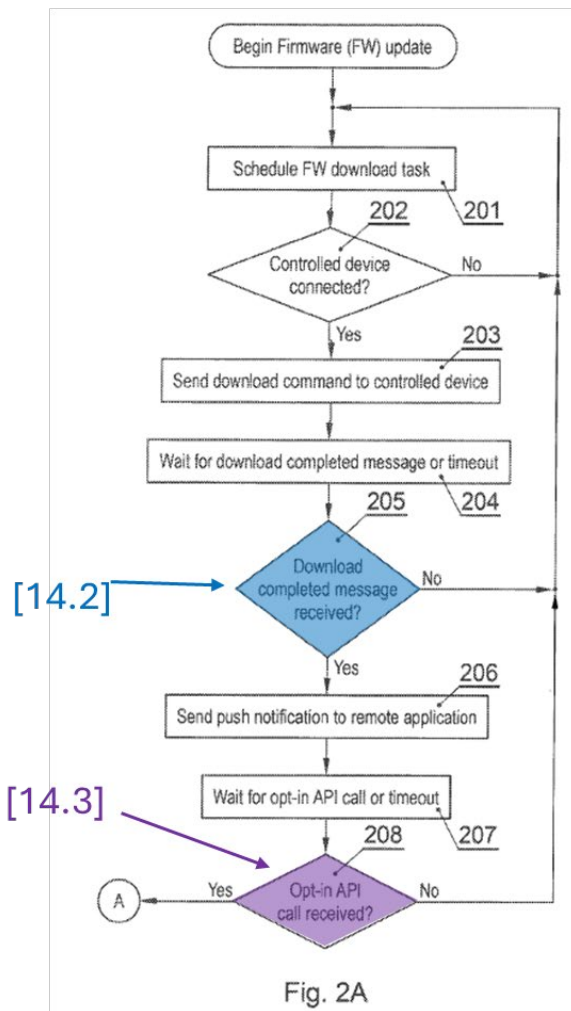 Begin Firmware (FW) update
Schedule FW download task
201
202
Controlled device
connected?
No
Yes
203
Send download command to controlled device
Wait for download completed message or timeout
204
205
[14.2]
Download
completed message
received?
No
Yes
206
Send push notification to remote application
[14.3]
Wait for opt-in API call or timeout
207
208
A
Yes
Opt-in API
call received?
No
Fig. 2A